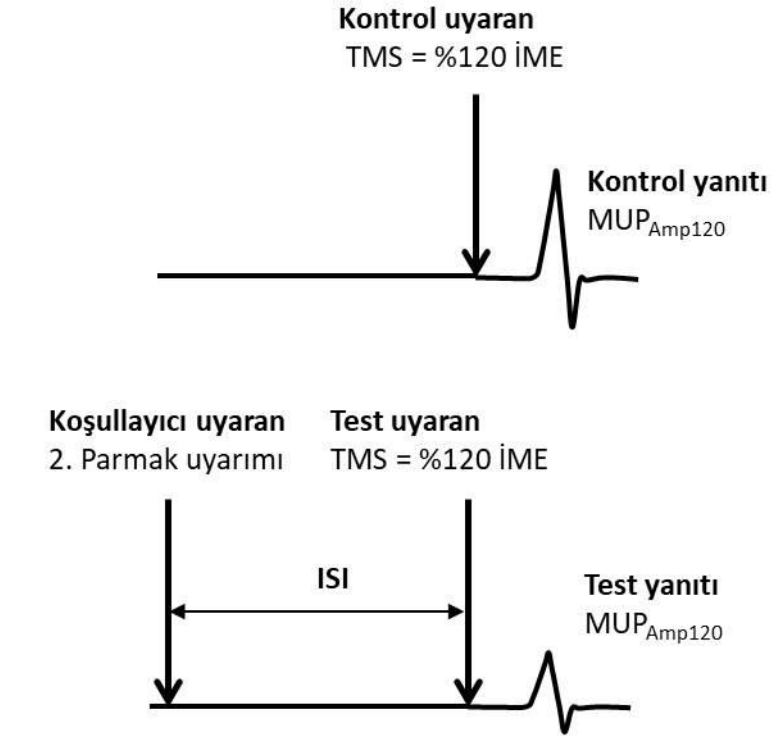 Kontrol uyaran
TMS = %120 İME
Kontrol yanıtı
MUPAmp120
Koşullayıcı uyaran
2. Parmak uyarımı
Test uyaran
TMS = %120 İME
ISI
Test yanıtı
MUPAmp120